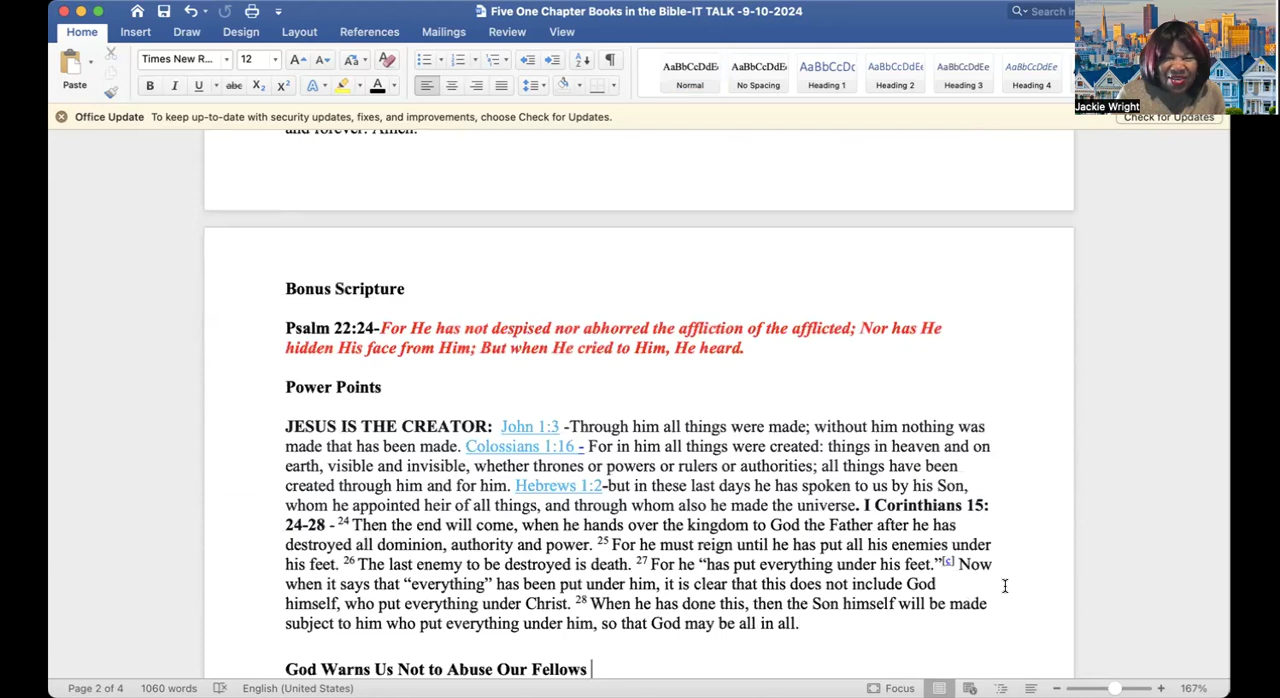 Five One Chapter Books in the Bible-IT TALK -9-10-2024
Search in
Home Insert Draw Design Layout References Mailings Review View
Paste
Times New R... 12
AaBbCcDdE AaBbCcDdE AaBbCcDc AaBbCcDdE AaBbCcDdE AaBbCcDdEe
Normal No Spacing Heading 1 Heading 2 Heading 3 Heading 4
Jackie Wright
Office Update To keep up-to-date with security updates, fixes, and improvements, choose Check for Updates.
Check for Updates
and forever. Amen.
Bonus Scripture
Psalm 22:24-For He has not despised nor abhorred the affliction of the afflicted; Nor has He
hidden His face from Him; But when He cried to Him, He heard.
Power Points
JESUS IS THE CREATOR: John 1:3 -Through him all things were made; without him nothing was
made that has been made. Colossians 1:16 - For in him all things were created: things in heaven and on
earth, visible and invisible, whether thrones or powers or rulers or authorities; all things have been
created through him and for him. Hebrews 1:2-but in these last days he has spoken to us by his Son,
whom he appointed heir of all things, and through whom also he made the universe. I Corinthians 15:
24-28 - 24 Then the end will come, when he hands over the kingdom to God the Father after he has
destroyed all dominion, authority and power. 25 For he must reign until he has put all his enemies under
his feet. 26 The last enemy to be destroyed is death. 27 For he “has put everything under his feet.”[c] Now
when it says that “everything” has been put under him, it is clear that this does not include God
himself, who put everything under Christ. 28 When he has done this, then the Son himself will be made
subject to him who put everything under him, so that God may be all in all.
God Warns Us Not to Abuse Our Fellows
Page 2 of 4 1060 words English (United States) Focus 167%